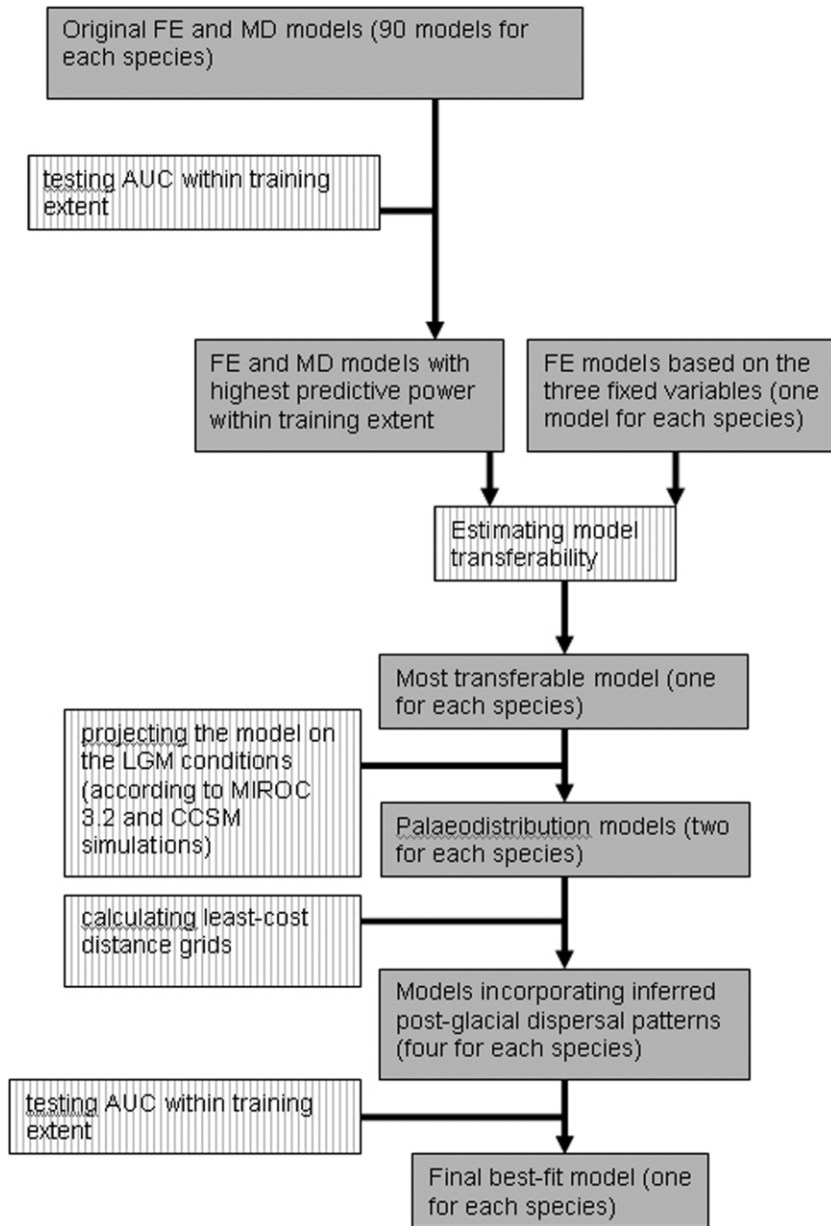 Original FE and MD models (90 models for
each species)
testing AUC within training
extent
FE and MD models with
highest predictive power
within training extent
FE models based on the
three fixed variables (one
model for each species)
Estimating model
transferability
Most transferable model (one
for each species)
projecting the model on
the LGM conditions
(according to MIROC
3.2 and CCSM
simulations)
Palaeodistribution models (two
for each species)
calculating least-cost
distance grids
Models incorporating inferred
post-glacial dispersal patterns
(four for each species)
testing AUC within training
extent
Final best-fit model (one
for each species)